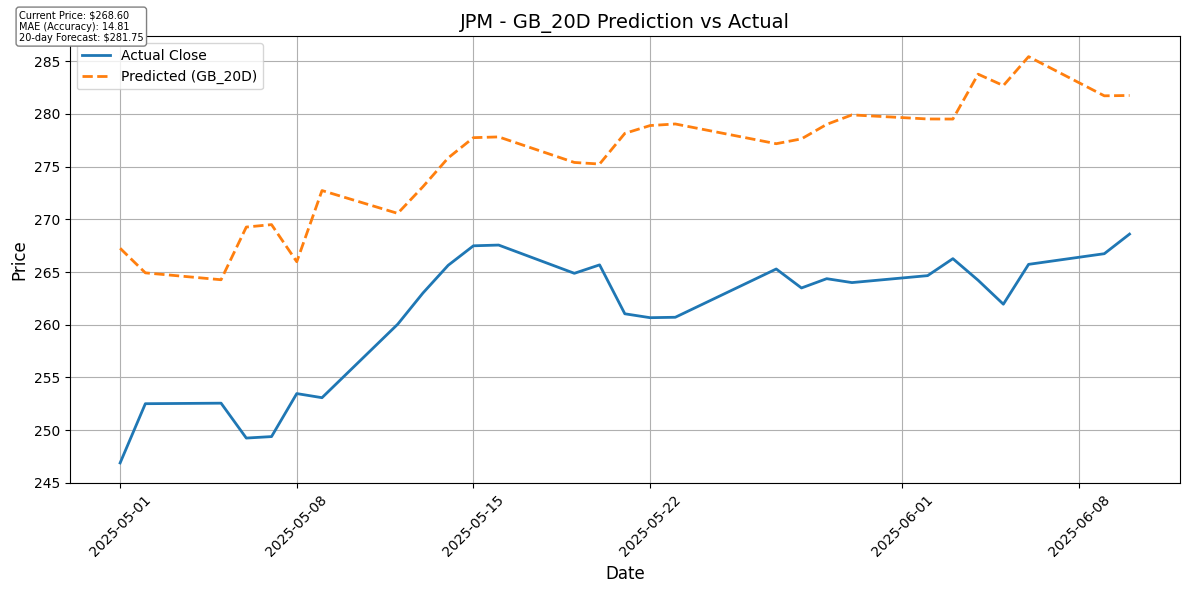 JPM - GB_20D Prediction vs Actual
Current Price: $268.60
MAE (Accuracy): 14.81
20-day Forecast: $281.75
Actual Close
Predicted (GB_20D)
Price
285
280
275
270
265
260
255
250
245
2025-05-01
2025-05-08
2025-05-15
2025-05-22
2025-06-01
2025-06-08
Date